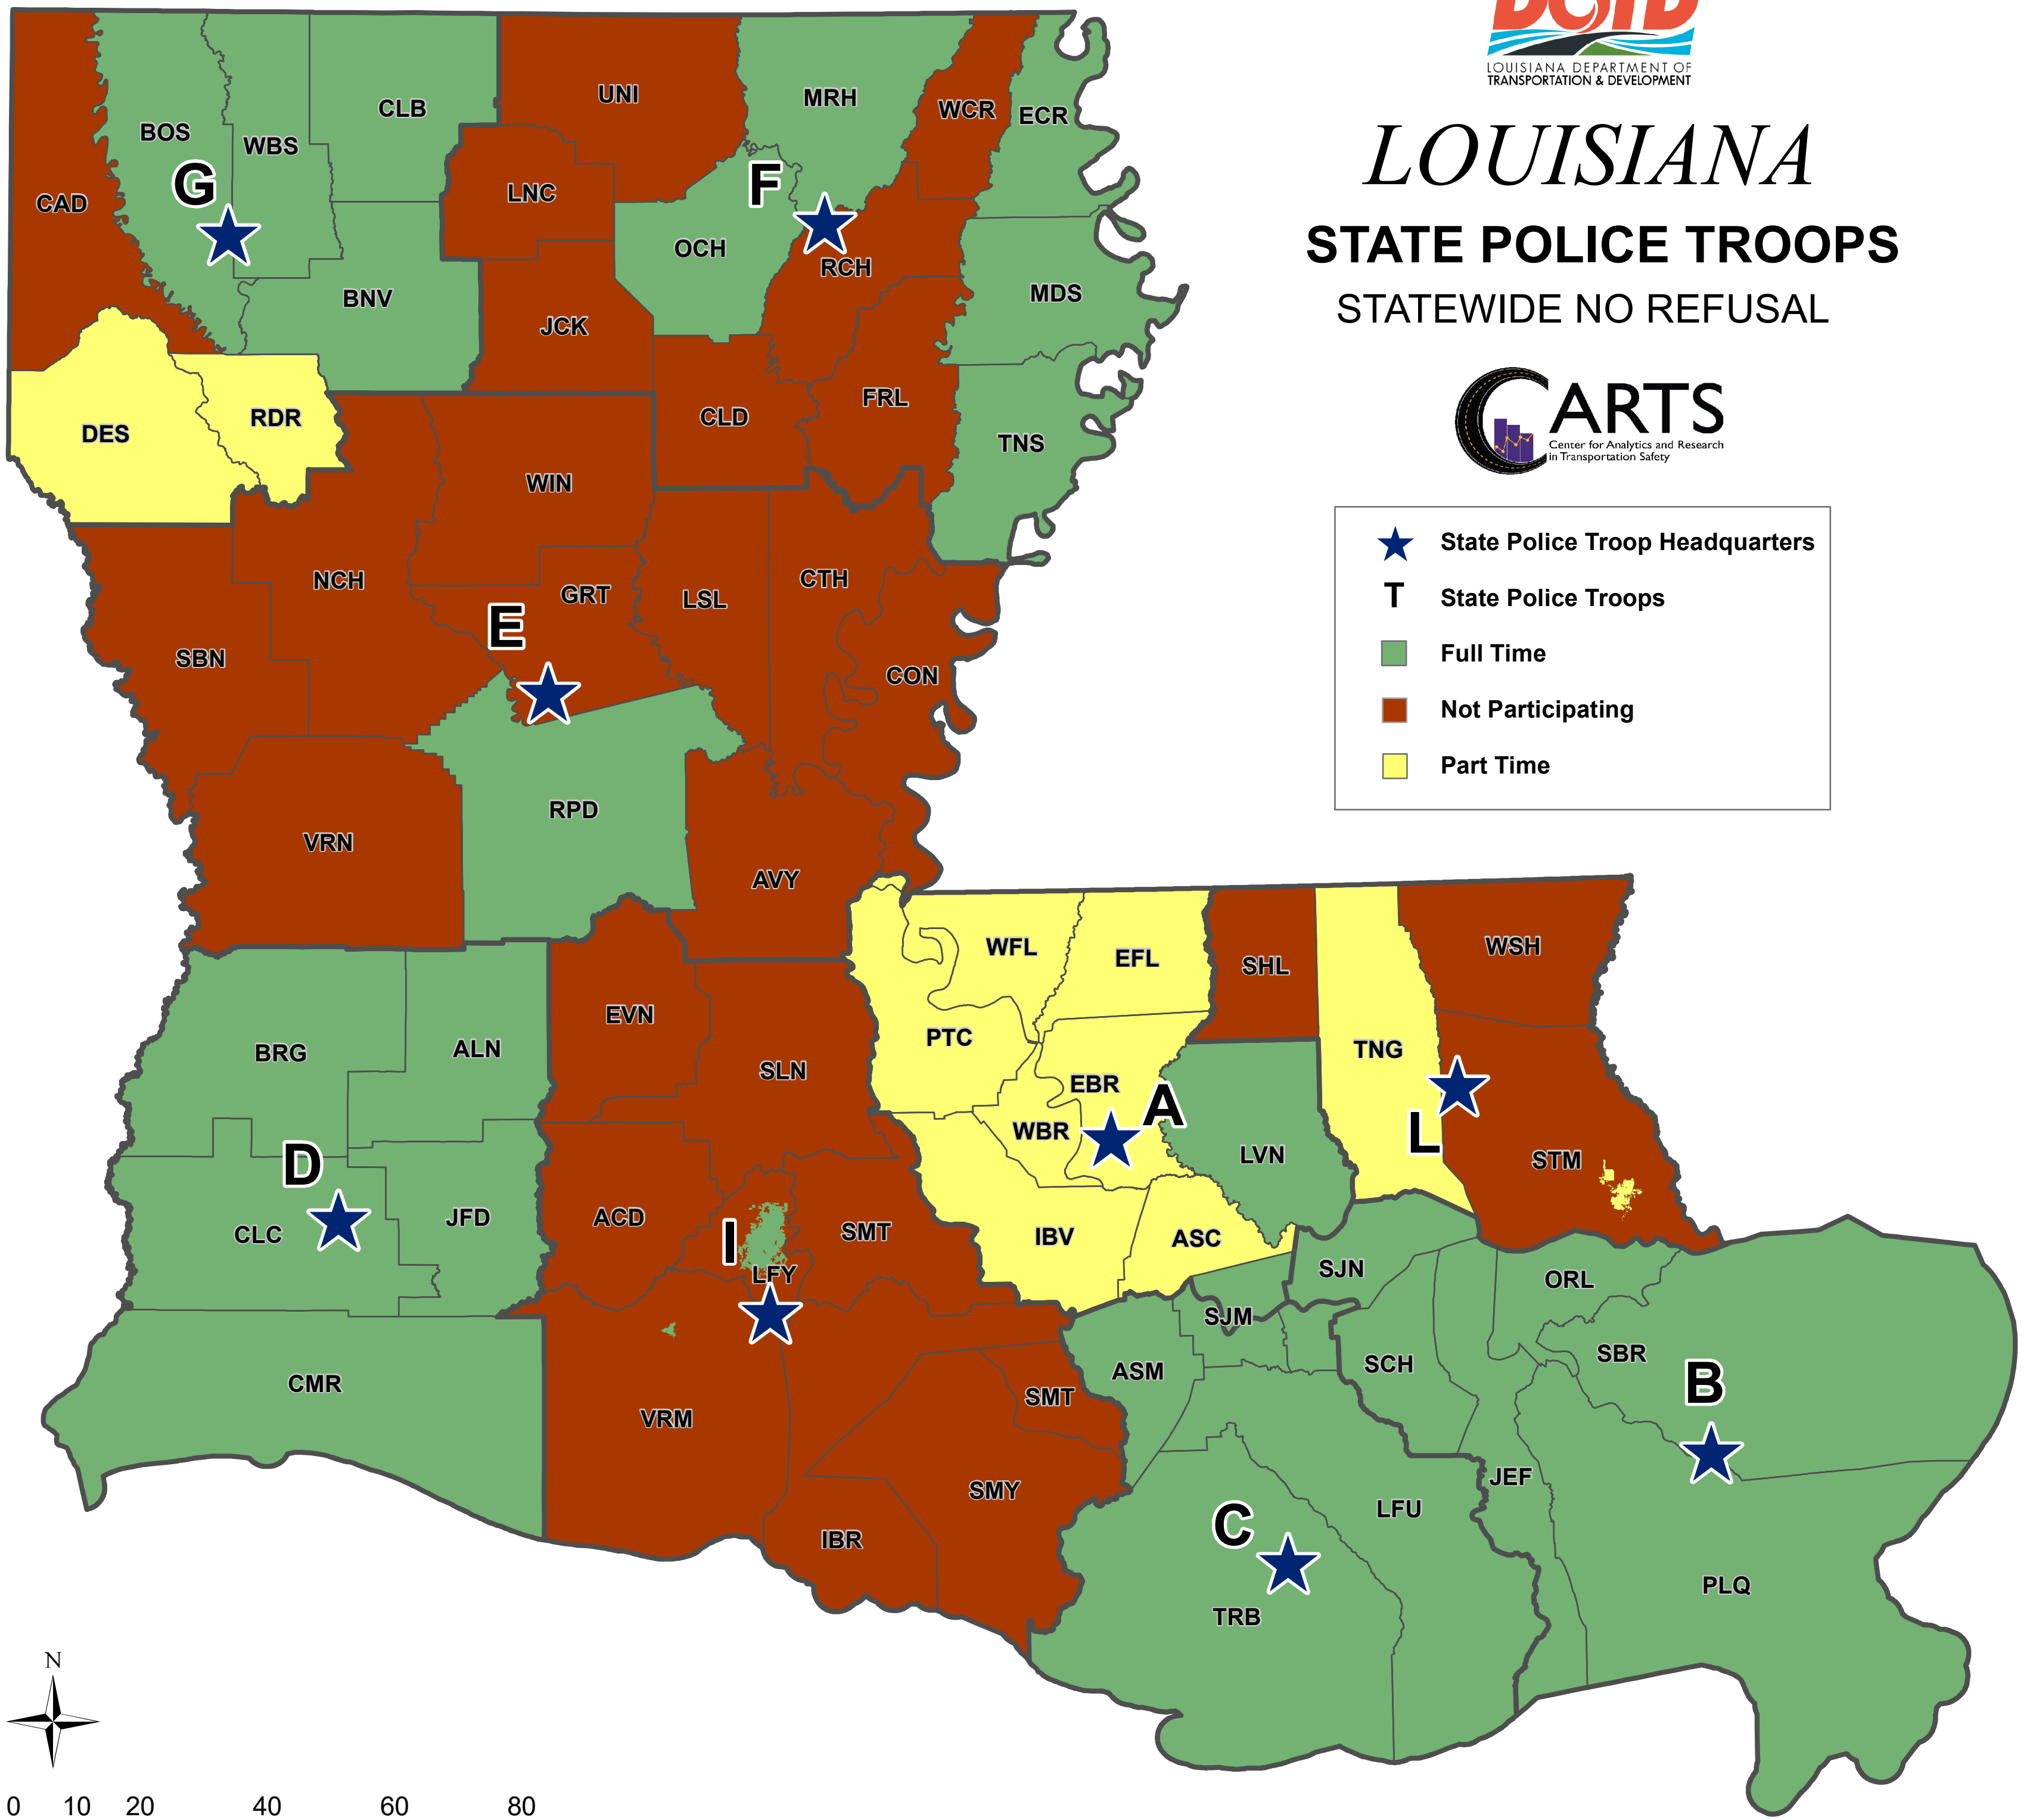 DOTD
LOUISIANA DEPARTMENT OF
TRANSPORTATION & DEVELOPMENT
LOUISIANA
STATE POLICE TROOPS
STATEWIDE NO REFUSAL
CARTS
Center for Analytics and Research
in Transportation Safety
State Police Troop Headquarters
T State Police Troops
Full Time
Not Participating
Part Time
CAD
BOS
WBS
CLB
G
BNV
UNI
LNC
JCK
MRH
F
OCH
WCR
ECR
RCH
MDS
DES
RDR
CLD
FRL
TNS
WIN
NCH
GRT
E
LSL
CTH
SBN
CON
RPD
VRN
AVY
WFL
EFL
SHL
WSH
PTC
TNG
EBR
A
WBR
L
LVN
STM
IBV
ASC
BRG
ALN
EVN
SLN
D
CLC
JFD
ACD
I
LFY
SMT
CMR
VRM
SMT
SMY
IBR
SJN
SJM
ORL
ASM
SCH
SBR
B
JEF
C
LFU
TRB
PLQ
N
0 10 20 40 60 80